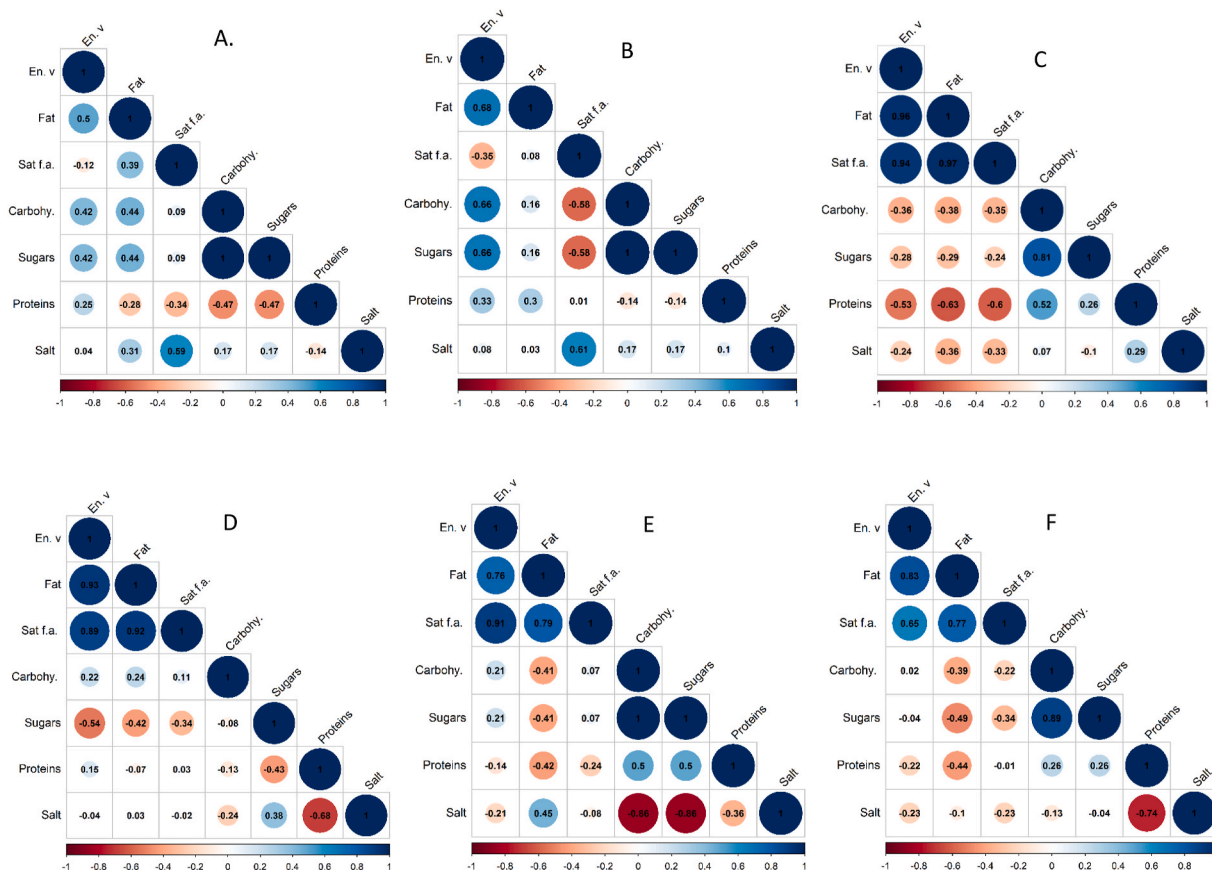 A.
En. v
En. v 1
Fat
Fat 0.5 1
Sat f.a.
Sat f.a. -0.12 0.39 1
Carbohy.
Carbohy. 0.42 0.44 0.09 1
Sugars
Sugars 0.42 0.44 0.09 1 1
Proteins
Proteins 0.25 -0.28 -0.34 -0.47 -0.47 1
Salt
Salt 0.04 0.31 0.59 0.17 0.17 -0.14 1
-1 -0.8 -0.6 -0.4 -0.2 0 0.2 0.4 0.6 0.8 1
B
En. v
En. v 1
Fat
Fat 0.68 1
Sat f.a.
Sat f.a. -0.35 0.08 1
Carbohy.
Carbohy. 0.66 0.16 -0.58 1
Sugars
Sugars 0.66 0.16 -0.58 1 1
Proteins
Proteins 0.33 0.3 0.01 -0.14 -0.14 1
Salt
Salt 0.08 0.03 0.61 0.17 0.17 0.1 1
-1 -0.8 -0.6 -0.4 -0.2 0 0.2 0.4 0.6 0.8 1
C
En. v
En. v 1
Fat
Fat 0.96 1
Sat f.a.
Sat f.a. 0.94 0.97 1
Carbohy.
Carbohy. -0.36 -0.38 -0.35 1
Sugars
Sugars -0.28 -0.29 -0.24 0.81 1
Proteins
Proteins -0.53 -0.63 -0.6 0.52 0.26 1
Salt
Salt -0.24 -0.36 -0.33 0.07 -0.1 0.29 1
-1 -0.8 -0.6 -0.4 -0.2 0 0.2 0.4 0.6 0.8 1
D
En. v
En. v 1
Fat
Fat 0.93 1
Sat f.a.
Sat f.a. 0.89 0.92 1
Carbohy.
Carbohy. 0.22 0.24 0.11 1
Sugars
Sugars -0.54 -0.42 -0.34 -0.08 1
Proteins
Proteins 0.15 -0.07 0.03 -0.13 -0.43 1
Salt
Salt -0.04 0.03 -0.02 -0.24 0.38 -0.68 1
-1 -0.8 -0.6 -0.4 -0.2 0 0.2 0.4 0.6 0.8 1
E
En. v
En. v 1
Fat
Fat 0.76 1
Sat f.a.
Sat f.a. 0.91 0.79 1
Carbohy.
Carbohy. 0.21 -0.41 0.07 1
Sugars
Sugars 0.21 -0.41 0.07 1 1
Proteins
Proteins -0.14 -0.42 -0.24 0.5 0.5 1
Salt
Salt -0.21 0.45 -0.08 -0.86 -0.86 -0.36 1
-1 -0.8 -0.6 -0.4 -0.2 0 0.2 0.4 0.6 0.8 1
F
En. v
En. v 1
Fat
Fat 0.83 1
Sat f.a.
Sat f.a. 0.65 0.77 1
Carbohy.
Carbohy. 0.02 -0.39 -0.22 1
Sugars
Sugars -0.04 -0.49 -0.34 0.89 1
Proteins
Proteins -0.22 -0.44 -0.01 0.26 0.26 1
Salt
Salt -0.23 -0.1 -0.23 -0.13 -0.04 -0.74 1
-1 -0.8 -0.6 -0.4 -0.2 0 0.2 0.4 0.6 0.8